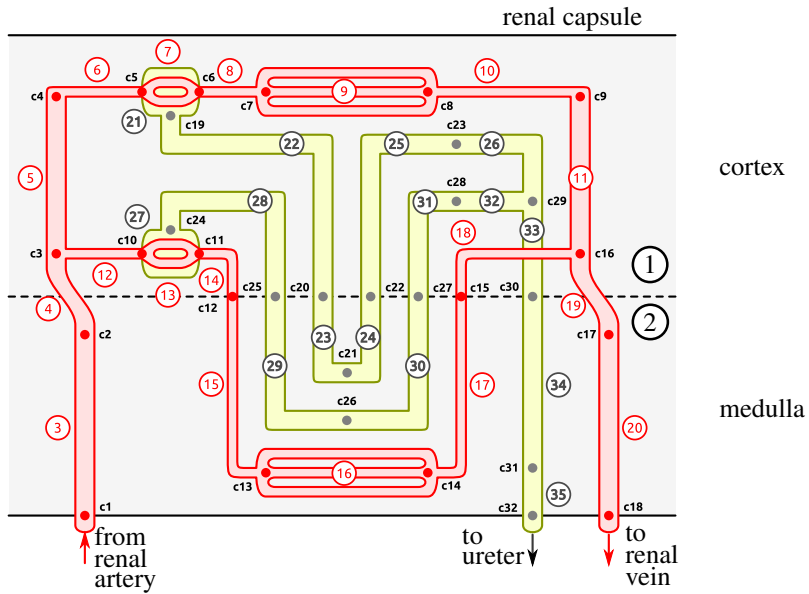 renal capsule
7
6 8 10
c5 c6
c4 9 c9
c7 c8
21 c19 c23
22 25 26
cortex
5 11
28 c28
27 c24 31 32 c29
c10 c11 18 33
c3 c16
12 14 1
13 c25 c20 c22 c27 c15 c30
4 c12 19
2
c2 23 24 c17
c21
29 30
15 17 34
c26
medulla
3 20
c31
c13 16 c14
35
c1 c32 c18
from to to
renal ureter renal
artery vein